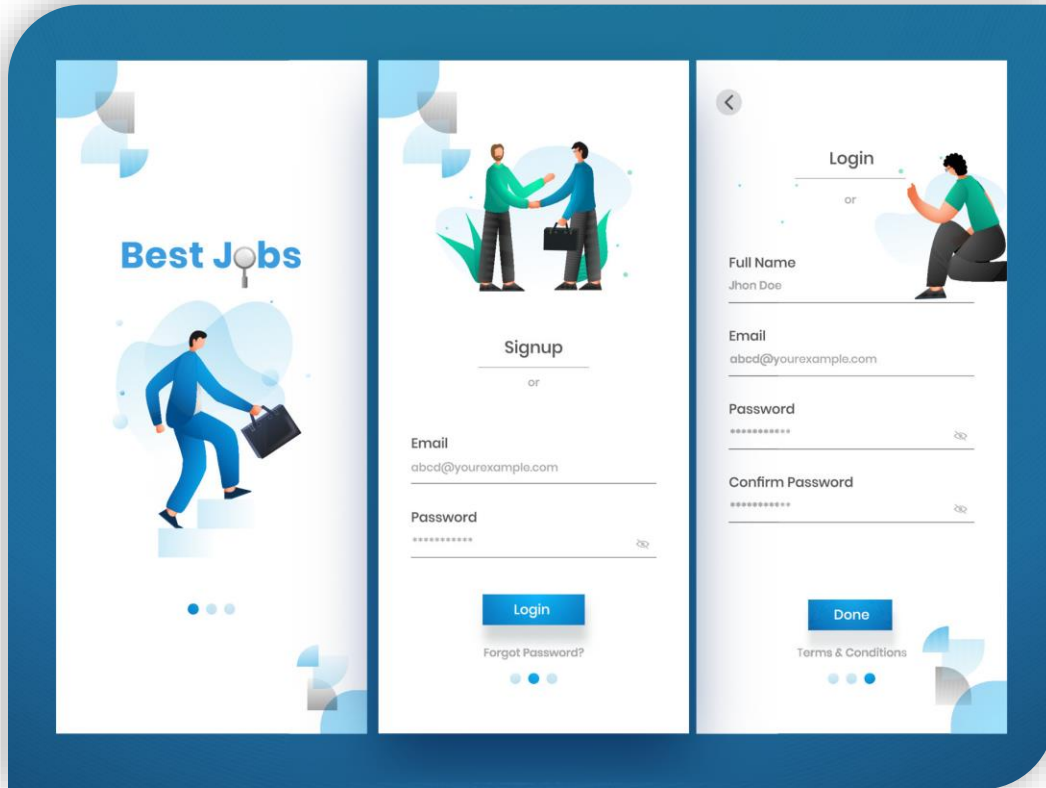 Best Jobs
Signup
or
Email
abcd@yourexample.com
Password
***********
Login
Forgot Password?
Login
or
Full Name
Jhon Doe
Email
abcd@yourexample.com
Password
***********
Confirm Password
***********
Done
Terms & Conditions